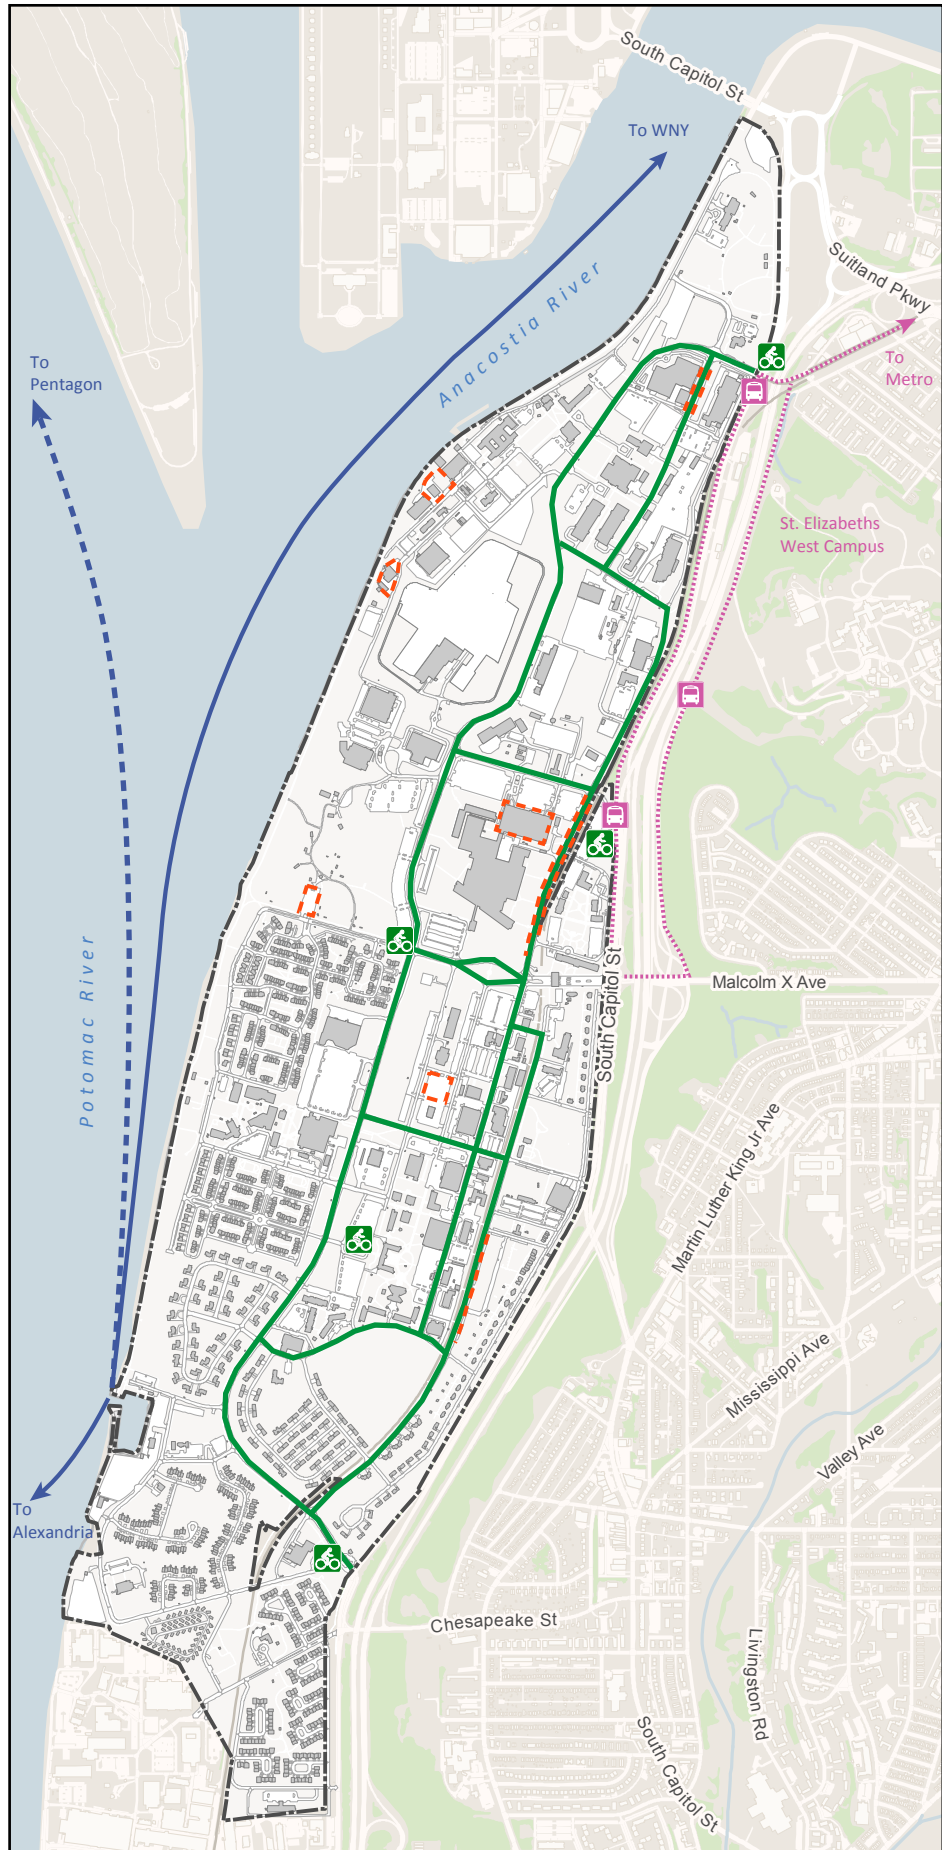 South Capitol St
To WNY
Suitland Pkwy
Anacostia River
To
Pentagon
To
Metro
St. Elizabeths
West Campus
Potomac River
South Capitol St
Malcolm X Ave
Martin Luther King Jr Ave
Mississippi Ave
Valley Ave
To
Alexandria
Chesapeake St
Livingston Rd
South Capitol St